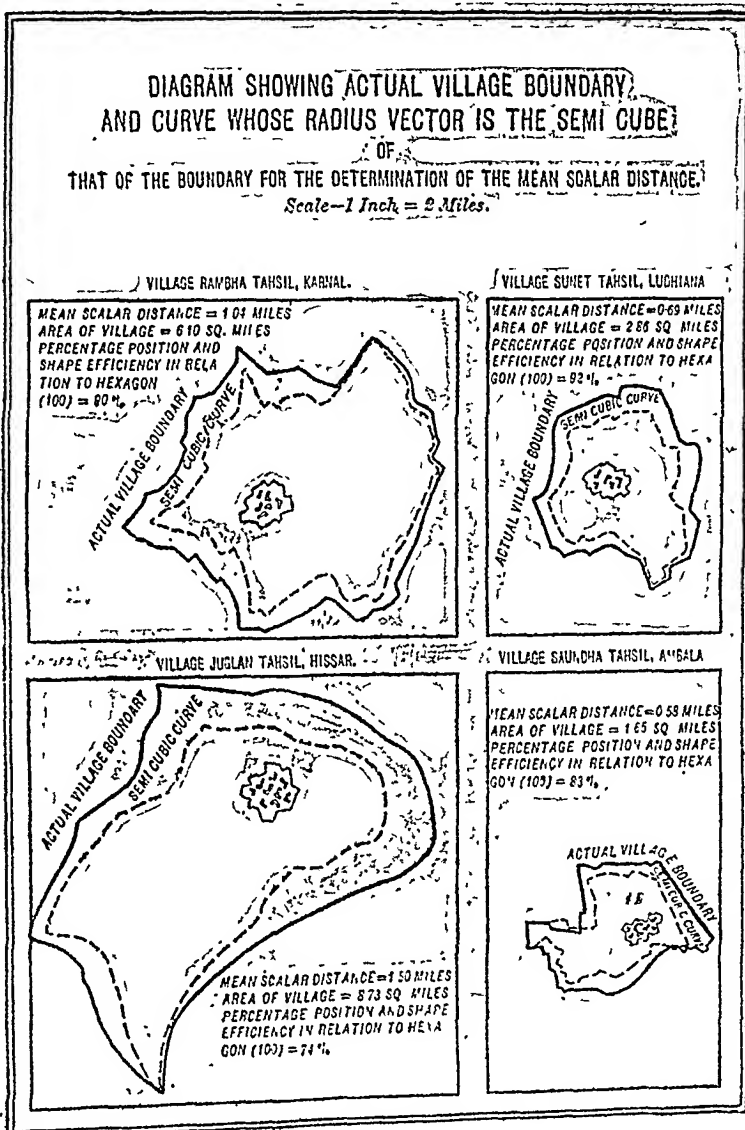 DIAGRAM SHOWING ACTUAL VILLAGE BOUNDARY
AND CURVE WHOSE RADIUS VECTOR IS THE SEMI CUBE
OF
THAT OF THE BOUNDARY FOR THE DETERMINATION OF THE MEAN SCALAR DISTANCE.
Scale-1 Inch = 2 Miles.
VILLAGE RAMBHA TAHSIL, KARNAL.
MEAN SCALAR DISTANCE = 1 04 MILES
AREA OF VILLAGE = 6 10 SQ. MILES
PERCENTAGE POSITION AND
SHAPE EFFICIENCY IN RELA
TION TO HEXAGON
(100) = 80 %
ACTUAL VILLAGE BOUNDARY
SEMI CUBIC CURVE
VILLAGE SUNET TAHSIL, LUDHIANA
MEAN SCALAR DISTANCE=0·69 MILES
AREA OF VILLAGE = 2 86 SQ MILES
PERCENTAGE POSITION AND SHAPE
EFFICIENCY IN RELATION TO HEXA
GON (100) = 92 %
ACTUAL VILLAGE BOUNDARY
SEMI CUBIC CURVE
VILLAGE JUGLAN TAHSIL, HISSAR.
ACTUAL VILLAGE BOUNDARY
SEMI CUBIC CURVE
MEAN SCALAR DISTANCE=1 50 MILES
AREA OF VILLAGE = 8 73 SQ MILES
PERCENTAGE POSITION AND SHAPE
EFFICIENCY IN RELATION TO HEXA
GON (100) = 74 %
VILLAGE SAUNDHA TAHSIL, AMBALA
MEAN SCALAR DISTANCE=0 58 MILES
AREA OF VILLAGE = 1 65 SQ MILES
PERCENTAGE POSITION AND SHAPE
EFFICIENCY IN RELATION TO HEXA
GON (100) = 83 %
ACTUAL VILLAGE BOUNDARY
SEMI CUBIC CURVE